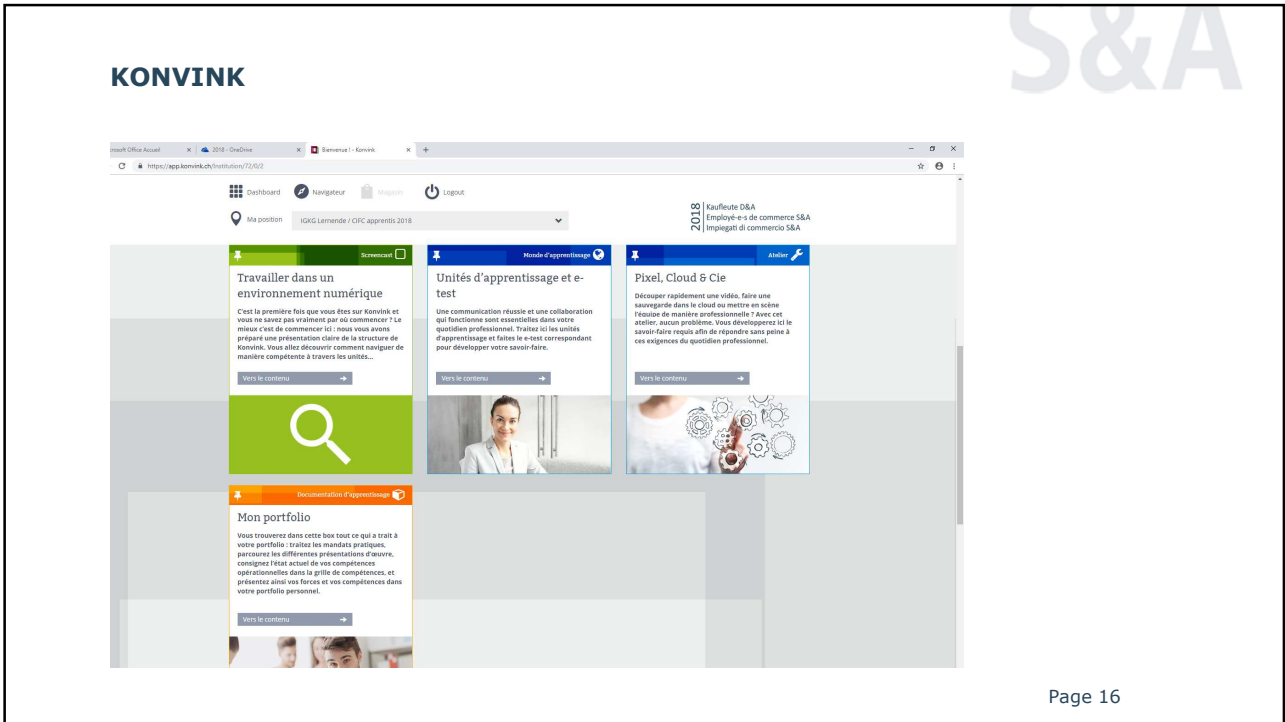 S&A
KONVINK
crosoft Office Accueil
2018 - OneDrive
Bienvenue ! - Konvink
https://app.konvink.ch/institution/72/0/2
Dashboard Navigateur Magasin Logout
Ma position IGKG Lernende / CIFC apprentis 2018
2018
Kaufleute D&A
Employé-e-s de commerce S&A
Impiegati di commercio S&A
Screencast
Travailler dans un
environnement numérique
C'est la première fois que vous êtes sur Konvink et
vous ne savez pas vraiment par où commencer ? Le
mieux c'est de commencer ici : nous vous avons
préparé une présentation claire de la structure de
Konvink. Vous allez découvrir comment naviguer de
manière compétente à travers les unités...
Vers le contenu
Monde d'apprentissage
Unités d'apprentissage et e-
test
Une communication réussie et une collaboration
qui fonctionne sont essentielles dans votre
quotidien professionnel. Traitez ici les unités
d'apprentissage et faites le e-test correspondant
pour développer votre savoir-faire.
Vers le contenu
Atelier
Pixel, Cloud & Cie
Découper rapidement une vidéo, faire une
sauvegarde dans le cloud ou mettre en scène
l'équipe de manière professionnelle ? Avec cet
atelier, aucun problème. Vous développerez ici le
savoir-faire requis afin de répondre sans peine à
ces exigences du quotidien professionnel.
Vers le contenu
Documentation d'apprentissage
Mon portfolio
Vous trouverez dans cette box tout ce qui a trait à
votre portfolio : traitez les mandats pratiques,
parcourez les différentes présentations d'œuvre,
consignez l'état actuel de vos compétences
opérationnelles dans la grille de compétences, et
présentez ainsi vos forces et vos compétences dans
votre portfolio personnel.
Vers le contenu
Page 16